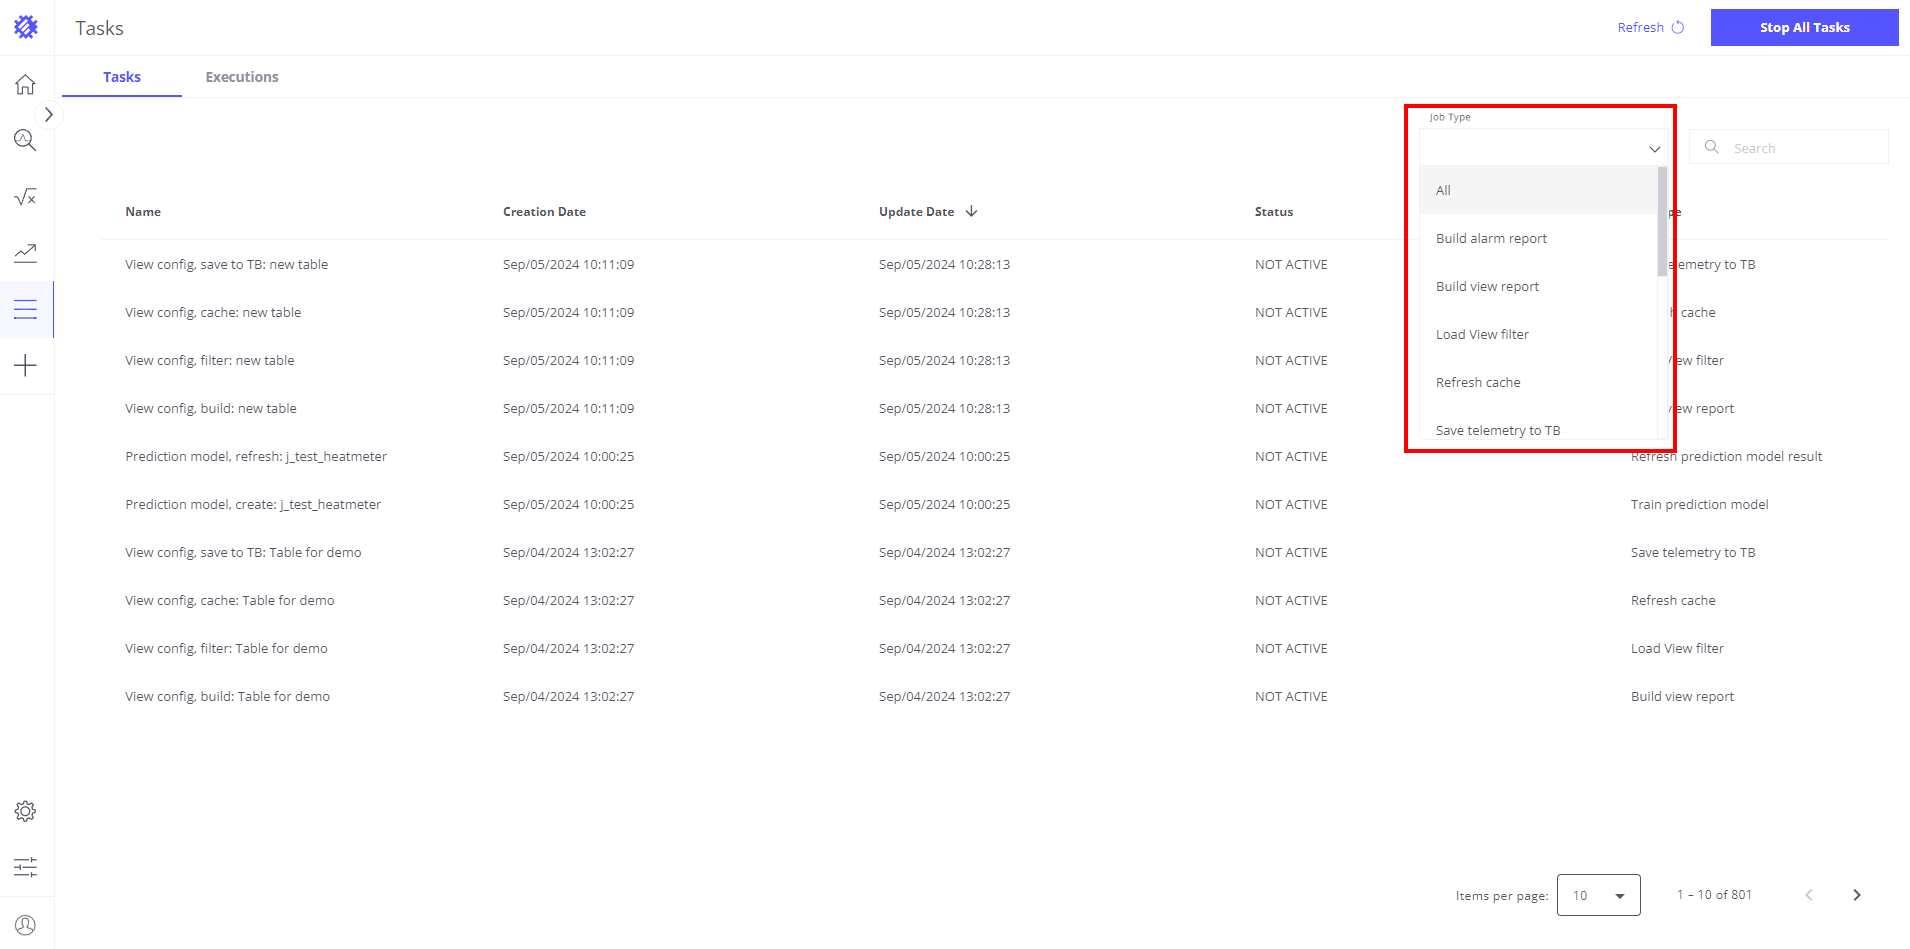 Tasks
Refresh
Stop All Tasks
Tasks
Executions
Job Type
Search
All
Build alarm report
Build view report
Load View filter
Refresh cache
Save telemetry to TB
Name Creation Date Update Date Status
View config, save to TB: new table Sep/05/2024 10:11:09 Sep/05/2024 10:28:13 NOT ACTIVE to TB
View config, cache: new table Sep/05/2024 10:11:09 Sep/05/2024 10:28:13 NOT ACTIVE cache
View config, filter: new table Sep/05/2024 10:11:09 Sep/05/2024 10:28:13 NOT ACTIVE filter
View config, build: new table Sep/05/2024 10:11:09 Sep/05/2024 10:28:13 NOT ACTIVE report
Prediction model, refresh: j_test_heatmeter Sep/05/2024 10:00:25 Sep/05/2024 10:00:25 NOT ACTIVE Refresh prediction model result
Prediction model, create: j_test_heatmeter Sep/05/2024 10:00:25 Sep/05/2024 10:00:25 NOT ACTIVE Train prediction model
View config, save to TB: Table for demo Sep/04/2024 13:02:27 Sep/04/2024 13:02:27 NOT ACTIVE Save telemetry to TB
View config, cache: Table for demo Sep/04/2024 13:02:27 Sep/04/2024 13:02:27 NOT ACTIVE Refresh cache
View config, filter: Table for demo Sep/04/2024 13:02:27 Sep/04/2024 13:02:27 NOT ACTIVE Load View filter
View config, build: Table for demo Sep/04/2024 13:02:27 Sep/04/2024 13:02:27 NOT ACTIVE Build view report
Items per page: 10 1 – 10 of 801